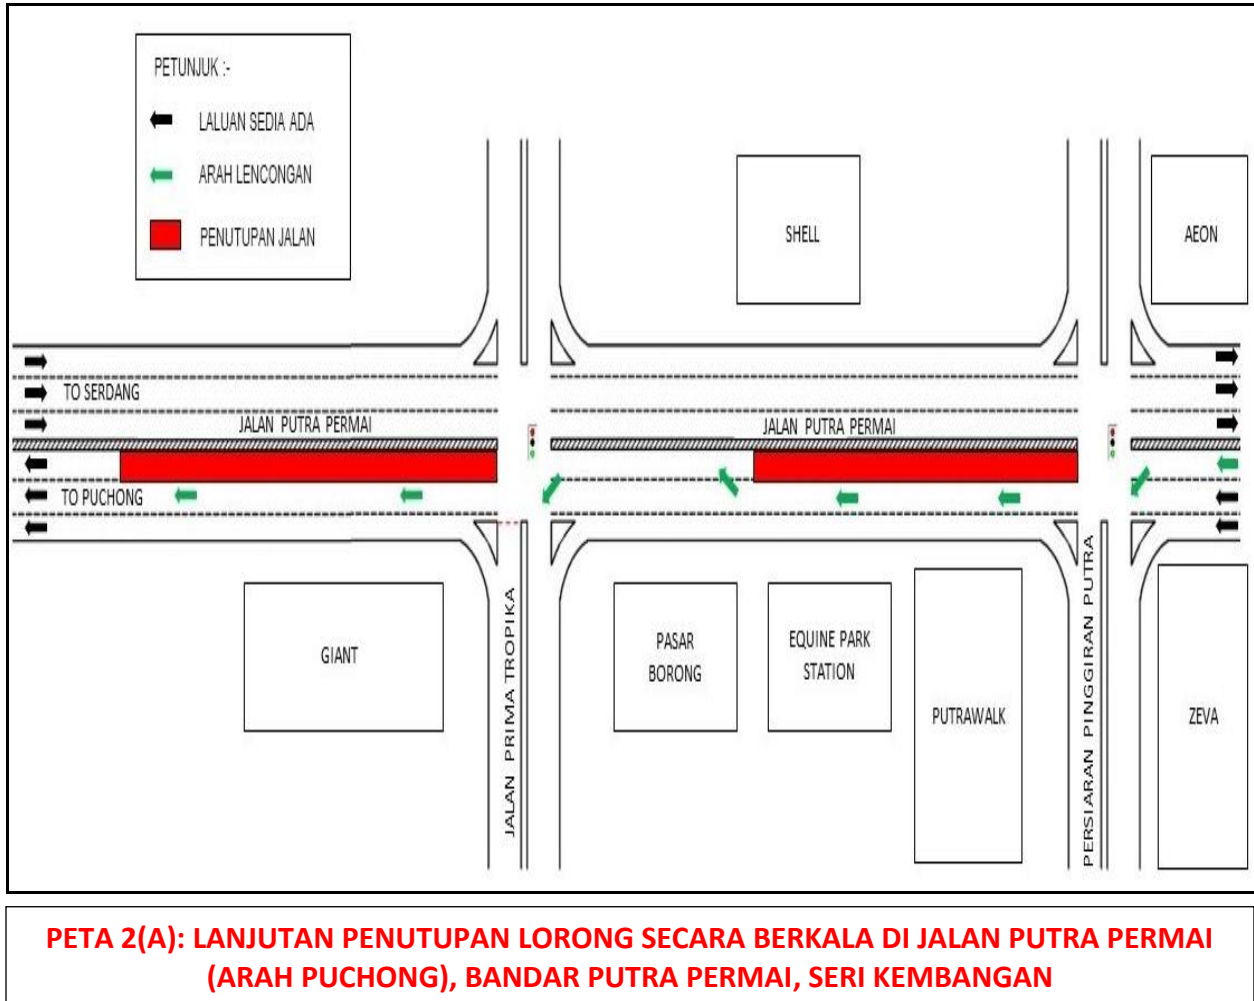 PETUNJUK :-
LALUAN SEDIA ADA
ARAH LENCONGAN
PENUTUPAN JALAN
SHELL
AEON
TO SERDANG
JALAN PUTRA PERMAI
JALAN PUTRA PERMAI
TO PUCHONG
GIANT
JALAN PRIMA TROPIKA
PASAR
BORONG
EQUINE PARK
STATION
PUTRAWALK
PERSIARAN PINGGIRAN PUTRA
ZEVA
PETA 2(A): LANJUTAN PENUTUPAN LORONG SECARA BERKALA DI JALAN PUTRA PERMAI
(ARAH PUCHONG), BANDAR PUTRA PERMAI, SERI KEMBANGAN